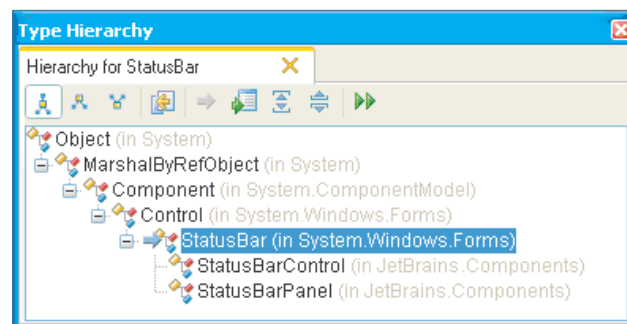 Type Hierarchy
Hierarchy for StatusBar
Object (in System)
MarshalByRefObject (in System)
Component (in System.ComponentModel)
Control (in System.Windows.Forms)
StatusBar (in System.Windows.Forms)
StatusBarControl (in JetBrains.Components)
StatusBarPanel (in JetBrains.Components)